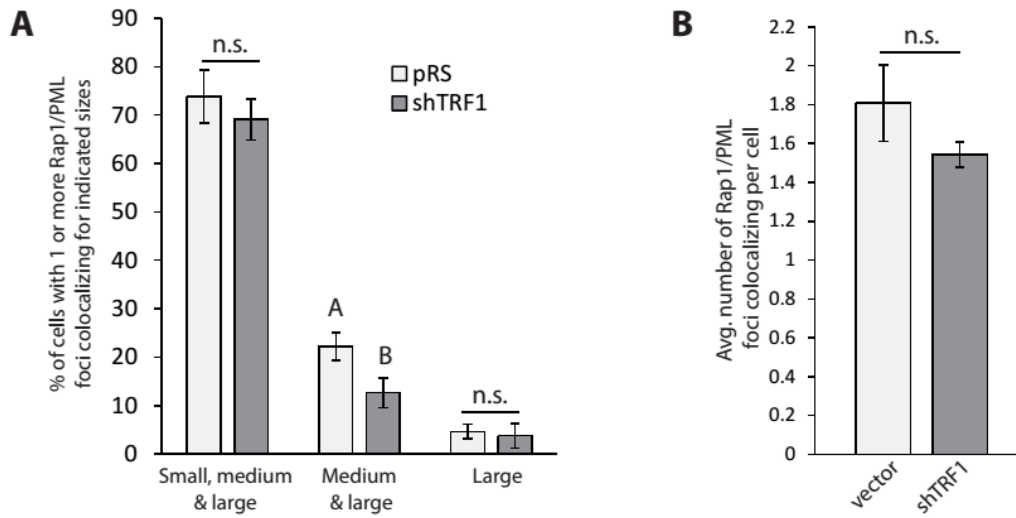 A
% of cells with 1 or more Rap1/PML
foci colocalizing for indicated sizes
90
80
70
60
50
40
30
20
10
0
n.s.
pRS
shTRF1
A
B
n.s.
Small, medium
& large
Medium
& large
Large
B
Avg. number of Rap1/PML
foci colocalizing per cell
2.2
2
1.8
1.6
1.4
1.2
1
0.8
0.6
0.4
0.2
0
n.s.
vector
shTRF1